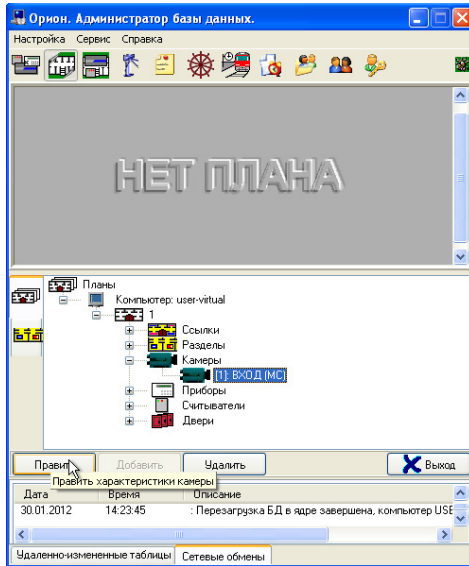 Орион. Администратор базы данных.
Настройка Сервис Справка
НЕТ ПЛАНА
Планы
Компьютер: user-virtual
1
Ссылки
Разделы
Камеры
[1]: ВХОД (МС)
Приборы
Считыватели
Двери
Править Добавить Удалить Выход
Править характеристики камеры
Дата Время Описание
30.01.2012 14:23:45 : Перезагрузка БД в ядре завершена, компьютер USE
Удаленно-измененные таблицы Сетевые обмены